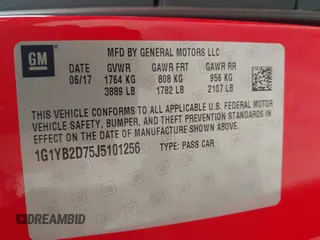 GM
MFD BY GENERAL MOTORS LLC
DATE GVWR GAWR FRT GAWR RR
06/17 1764 KG 808 KG 956 KG
3889 LB 1782 LB 2107 LB
THIS VEHICLE CONFORMS TO ALL APPLICABLE U.S. FEDERAL MOTOR
VEHICLE SAFETY, BUMPER, AND THEFT PREVENTION STANDARDS IN
EFFECT ON THE DATE OF MANUFACTURE SHOWN ABOVE.
1G1YB2D75J5101256 TYPE: PASS CAR